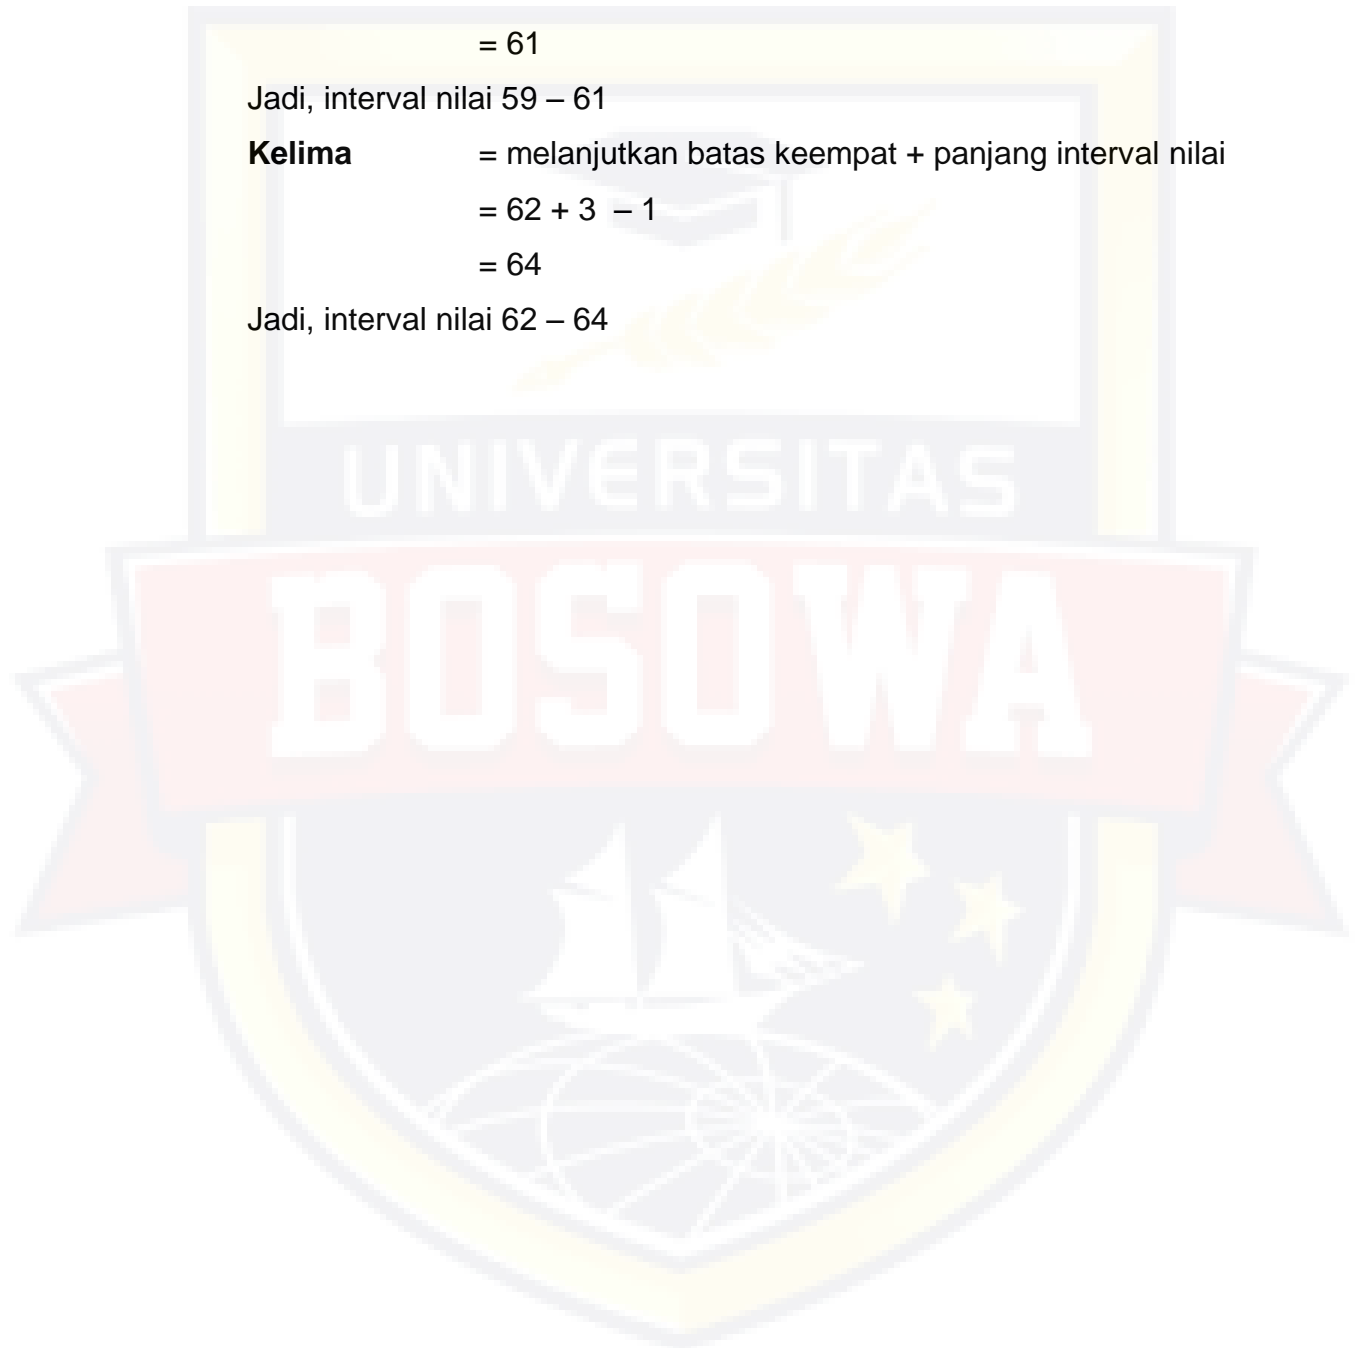 = 61
Jadi, interval nilai 59 – 61
Kelima = melanjutkan batas keempat + panjang interval nilai
= 62 + 3 – 1
= 64
Jadi, interval nilai 62 – 64
UNIVERSITAS
BOSOWA